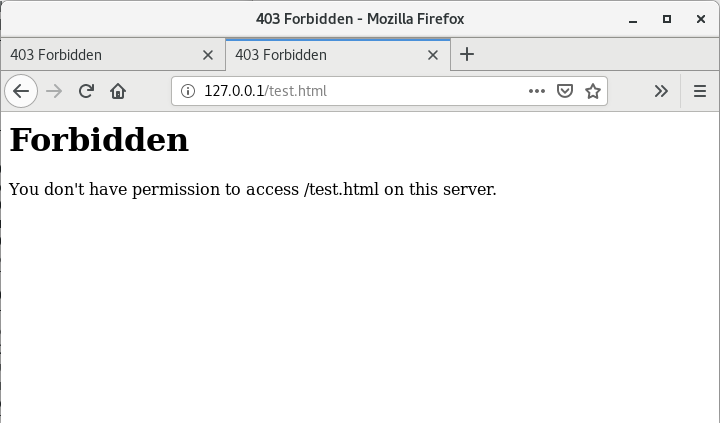 403 Forbidden - Mozilla Firefox
403 Forbidden
403 Forbidden
127.0.0.1/test.html
Forbidden
You don't have permission to access /test.html on this server.